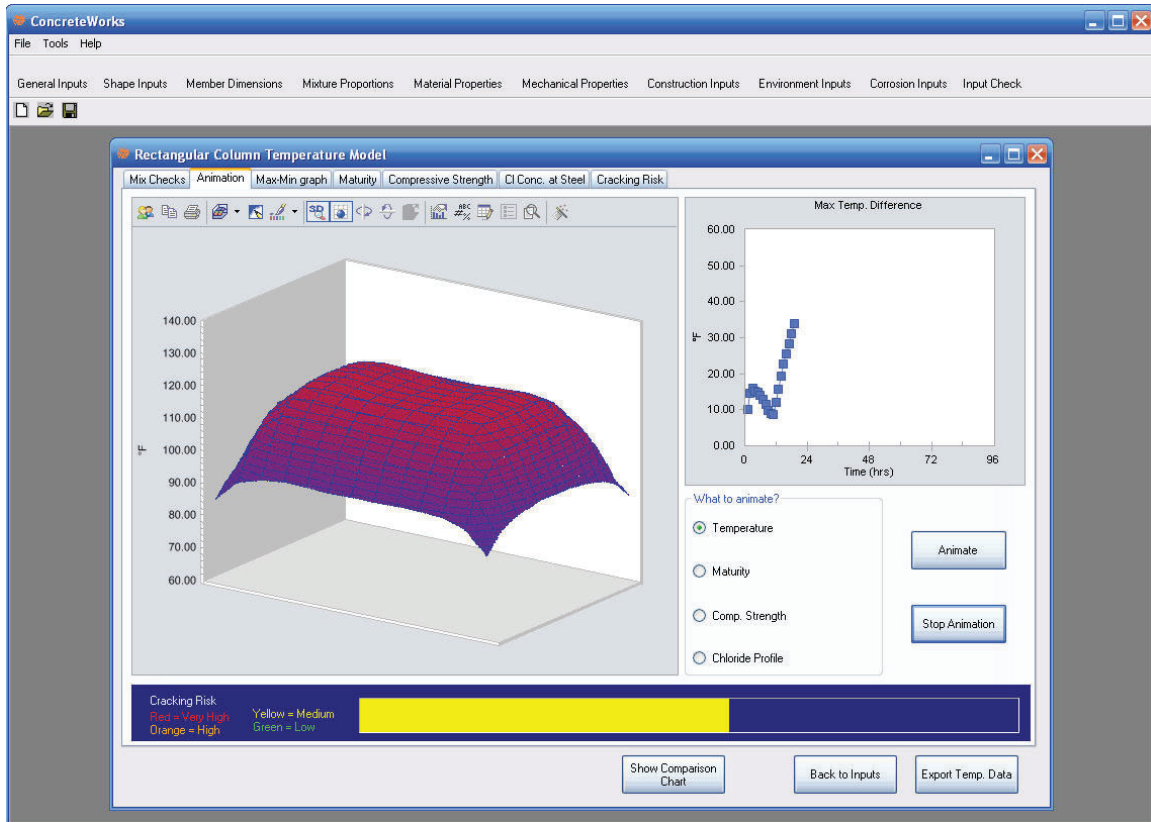 ConcreteWorks
File Tools Help
General Inputs Shape Inputs Member Dimensions Mixture Proportions Material Properties Mechanical Properties Construction Inputs Environment Inputs Corrosion Inputs Input Check
Rectangular Column Temperature Model
Mix Checks Animation Max-Min graph Maturity Compressive Strength Cl Conc. at Steel Cracking Risk
3D
ABC
#%
140.00
130.00
120.00
110.00
100.00
90.00
80.00
70.00
60.00
°F
Max Temp. Difference
60.00
50.00
40.00
30.00
20.00
10.00
0.00
°F
0 24 48 72 96
Time (hrs)
What to animate?
Temperature
Maturity
Comp. Strength
Chloride Profile
Animate
Stop Animation
Cracking Risk
Red = Very High Yellow = Medium
Orange = High Green = Low
Show Comparison
Chart
Back to Inputs
Export Temp. Data